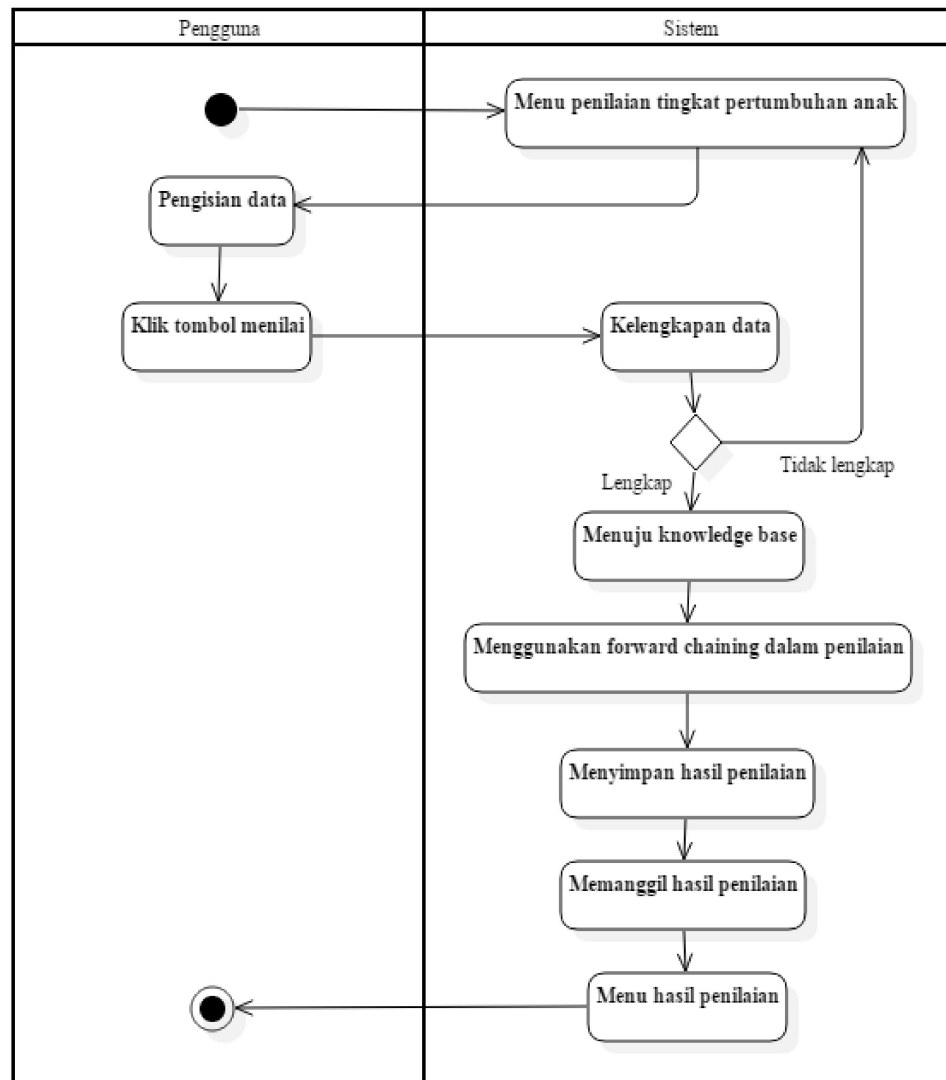 Pengguna
Sistem
Menu penilaian tingkat pertumbuhan anak
Pengisian data
Klik tombol menilai
Kelengkapan data
Tidak lengkap
Lengkap
Menuju knowledge base
Menggunakan forward chaining dalam penilaian
Menyimpan hasil penilaian
Memanggil hasil penilaian
Menu hasil penilaian